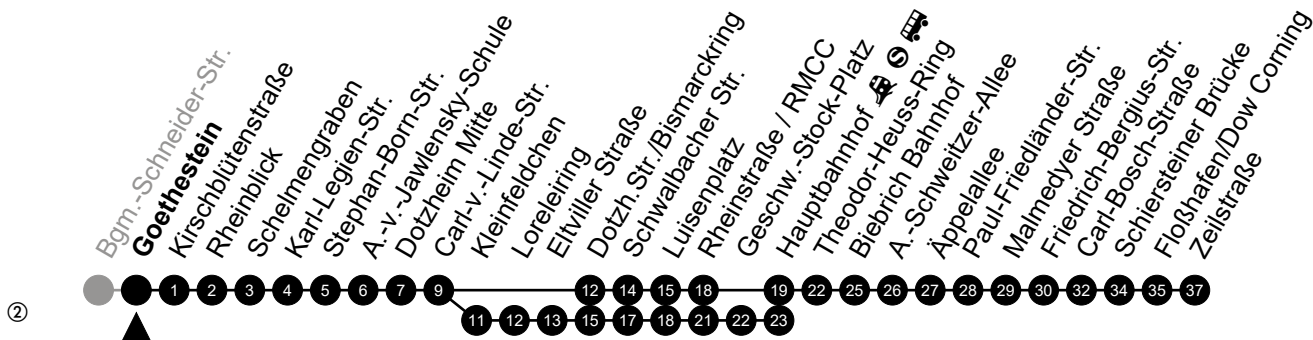 Bgm.-Schneider-Str.
Goethestein
Kirschblütenstraße
Rheinblick
Schelmengraben
Karl-Legien-Str.
Stephan-Born-Str.
A.-v.-Jawlensky-Schule
Dotzheim Mitte
Carl-v.-Linde-Str.
Kleinfeldchen
Loreleiring
Eltviller Straße
Dotzh.Str./Bismarckring
Schwalbacher Str.
Luisenplatz
Rheinstraße / RMCC
Geschw.-Stock-Platz
Hauptbahnhof S
Theodor-Heuss-Ring
Biebrich Bahnhof
A.-Schweitzer-Allee
Äppelallee
Paul-Friedländer-Str.
Malmedyer Straße
Friedrich-Bergius-Str.
Carl-Bosch-Straße
Schiersteiner Brücke
Floßhafen/Dow Corning
Zeilstraße
1 2 3 4 5 6 7 9 12 14 15 18 19 22 25 26 27 28 29 30 32 34 35 37
② 11 12 13 15 17 18 21 22 23